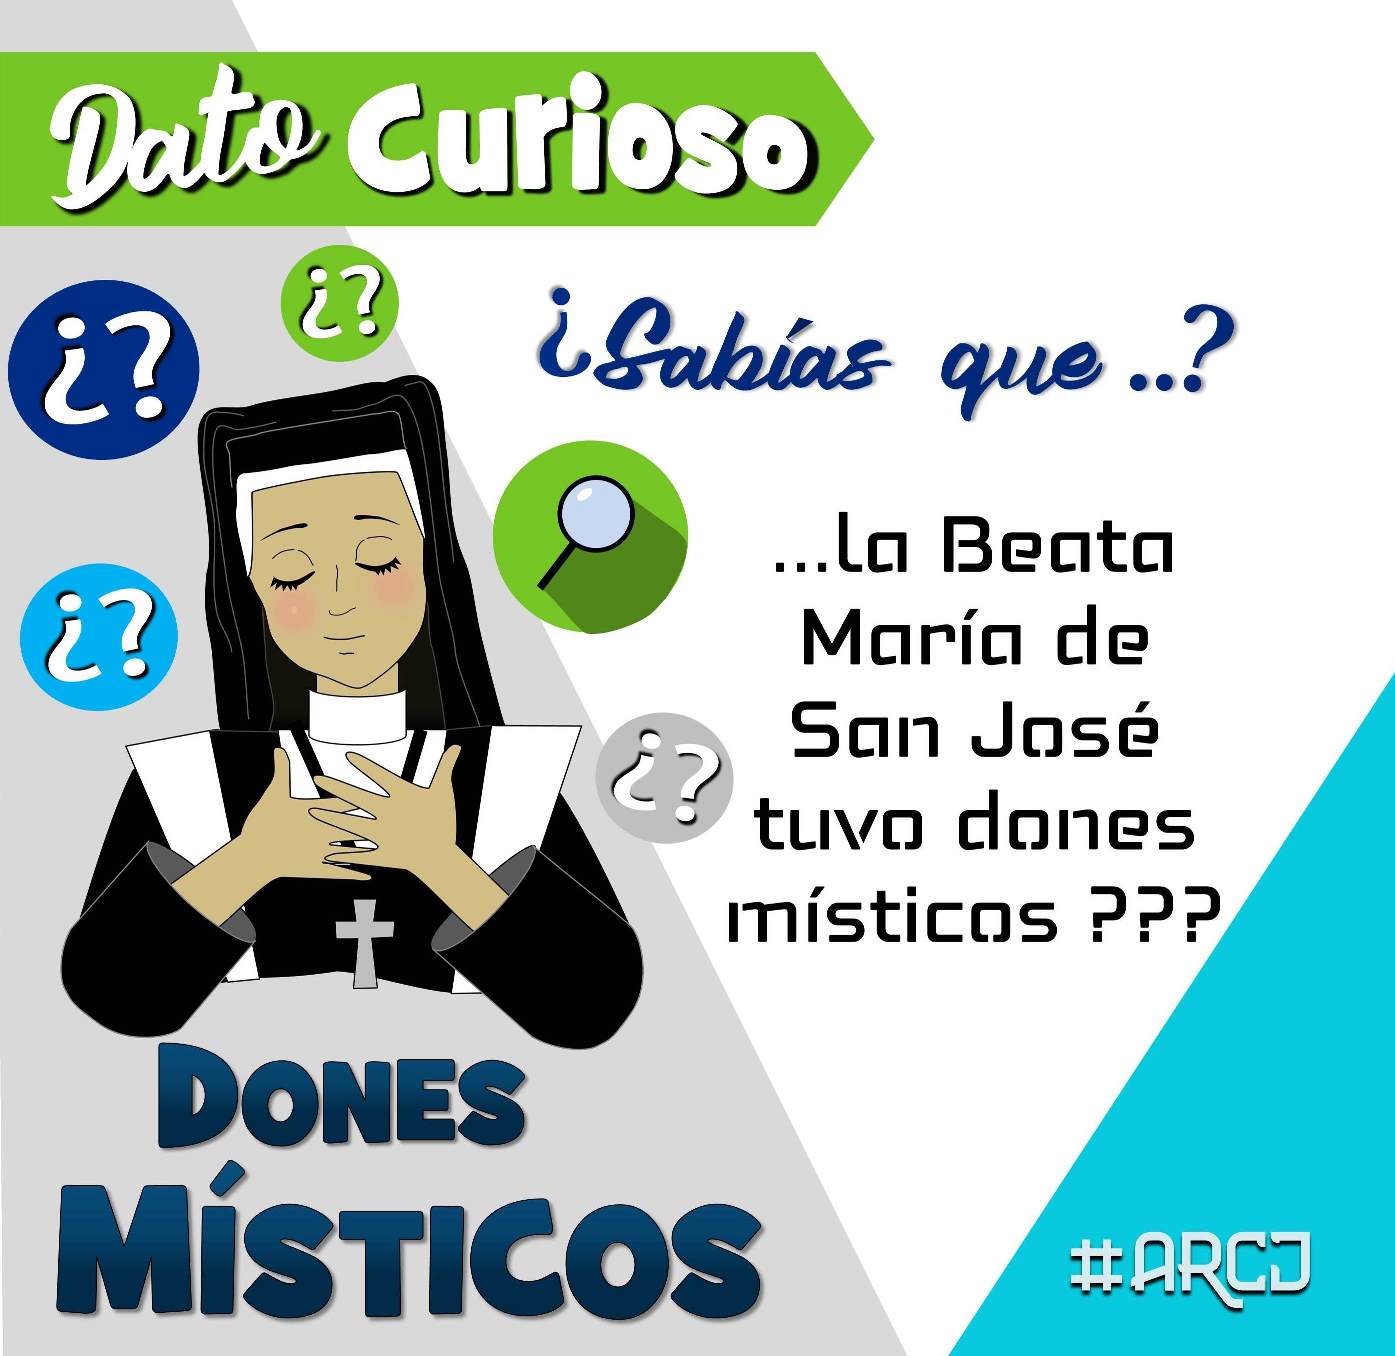 Dato Curioso
¿?
¿?
¿Sabías que ..?
¿?
¿?
...la Beata
María de
San José
tuvo dones
místicos ???
DONES
MÍSTICOS
#ARCJ